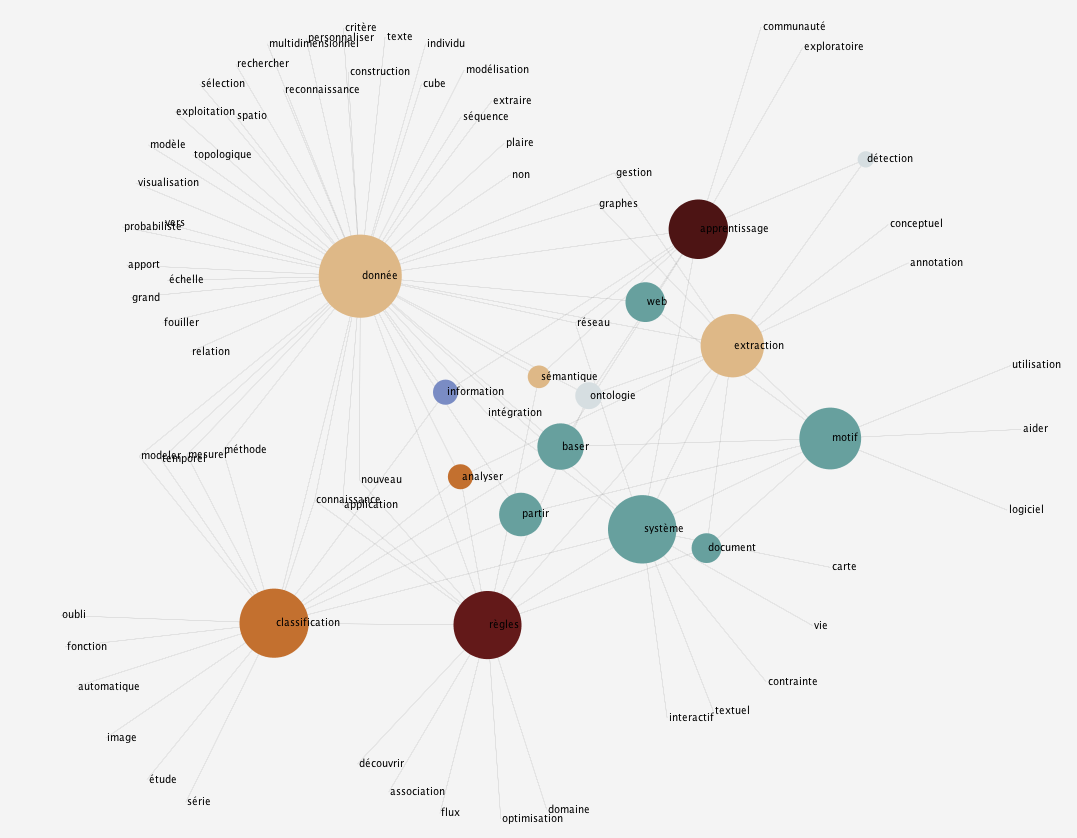 communauté
critère
personnaliser
texte
multidimensionnel
individu
exploratoire
rechercher
construction
modélisation
sélection
reconnaissance
cube
extraire
exploitation
spatio
séquence
modèle
topologique
plaire
détection
visualisation
non
gestion
graphes
vers
probabiliste
apprentissage
conceptuel
apport
échelle
donnée
annotation
grand
web
fouiller
réseau
relation
extraction
utilisation
sémantique
information
ontologie
intégration
aider
motif
baser
méthode
modeler
mesurer
temporer
nouveau
analyser
connaissance
application
logiciel
partir
système
document
carte
oubli
classification
règles
vie
fonction
automatique
contrainte
textuel
interactif
image
découvrir
étude
association
série
flux
domaine
optimisation